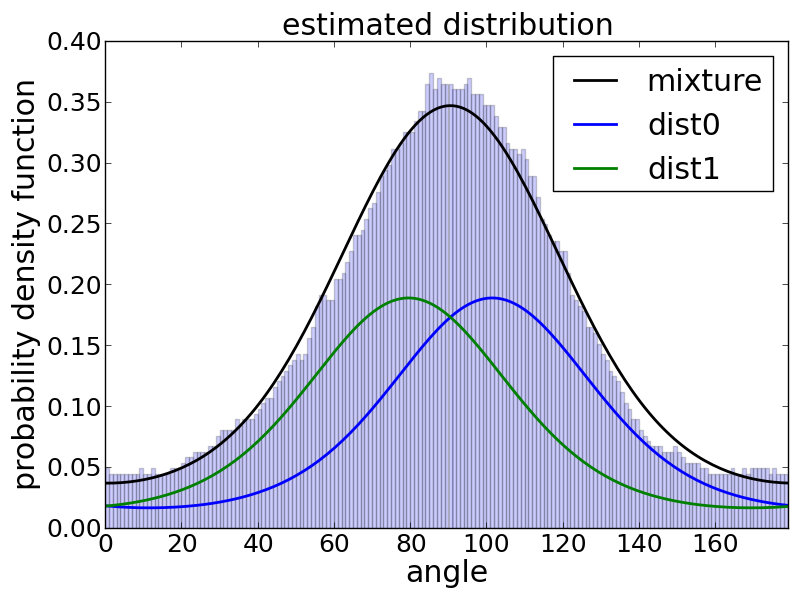 estimated distribution
probability density function
0.40
0.35
0.30
0.25
0.20
0.15
0.10
0.05
0.00
mixture
dist0
dist1
0 20 40 60 80 100 120 140 160
angle